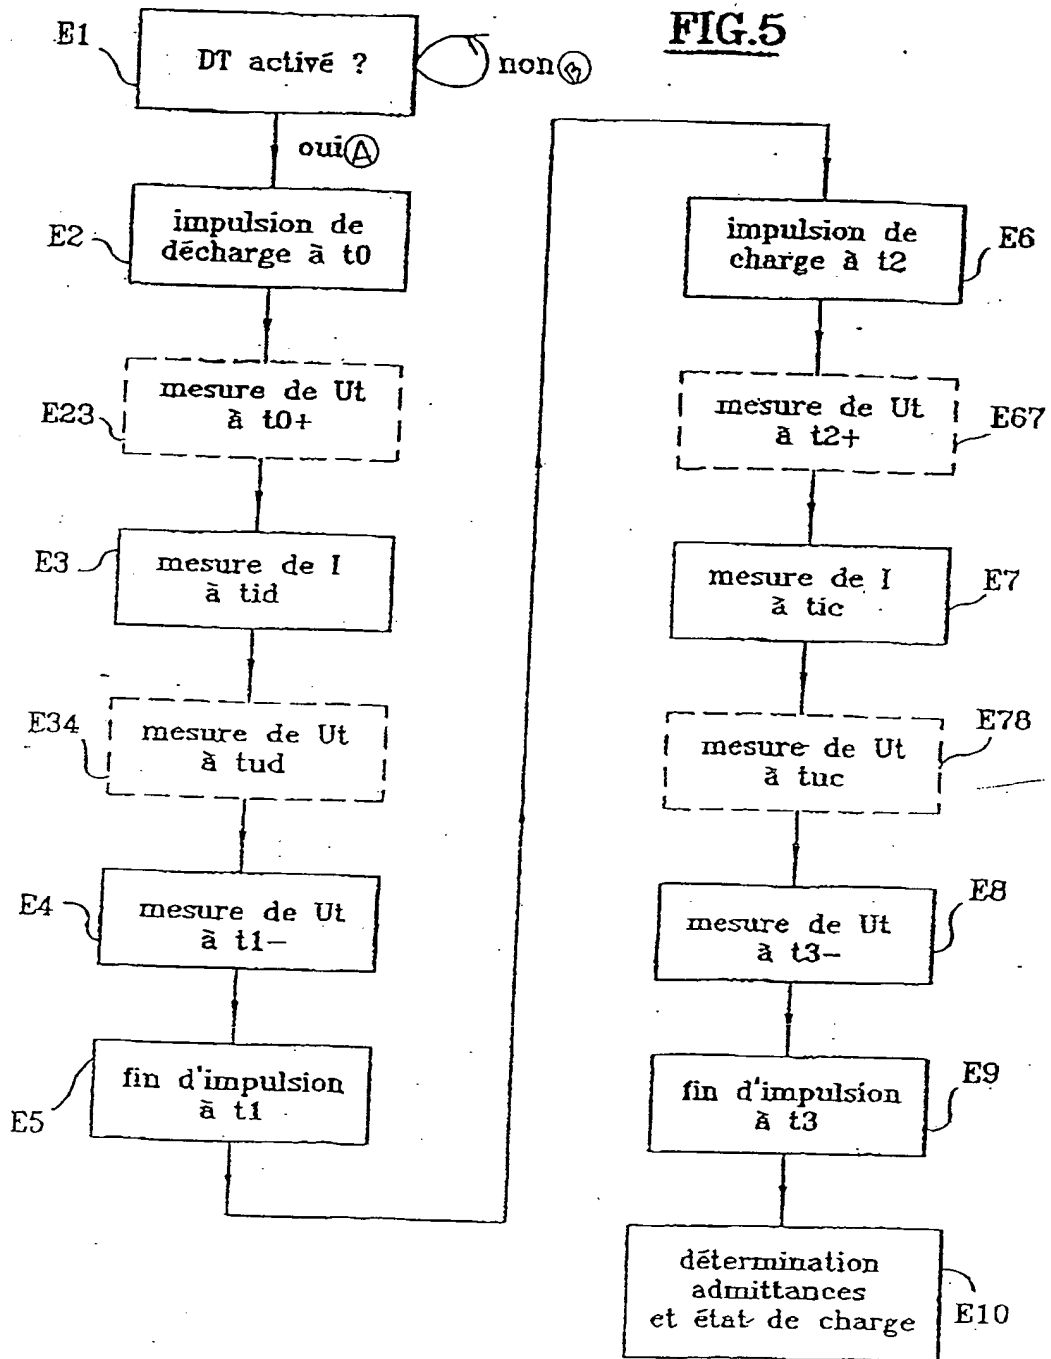 FIG.5
E1
DT activé ?
non Ⓑ
oui Ⓐ
E2
impulsion de
décharge à t0
E23
mesure de Ut
à t0+
E3
mesure de I
à tid
E34
mesure de Ut
à tud
E4
mesure de Ut
à t1-
E5
fin d'impulsion
à t1
impulsion de
charge à t2
E6
mesure de Ut
à t2+
E67
mesure de I
à tic
E7
mesure de Ut
à tuc
E78
mesure de Ut
à t3-
E8
fin d'impulsion
à t3
E9
détermination
admittances
et état de charge
E10